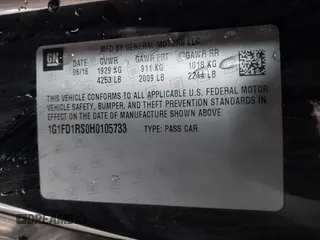 GM
MFD BY GENERAL MOTORS LLC
DATE GVWR GAWR FRT GAWR RR
06/16 1929 KG 911 KG 1018 KG
4253 LB 2009 LB 2244 LB
THIS VEHICLE CONFORMS TO ALL APPLICABLE U.S. FEDERAL MOTOR
VEHICLE SAFETY, BUMPER, AND THEFT PREVENTION STANDARDS IN
EFFECT ON THE DATE OF MANUFACTURE SHOWN ABOVE.
1G1FD1RS0H0105733 TYPE: PASS CAR